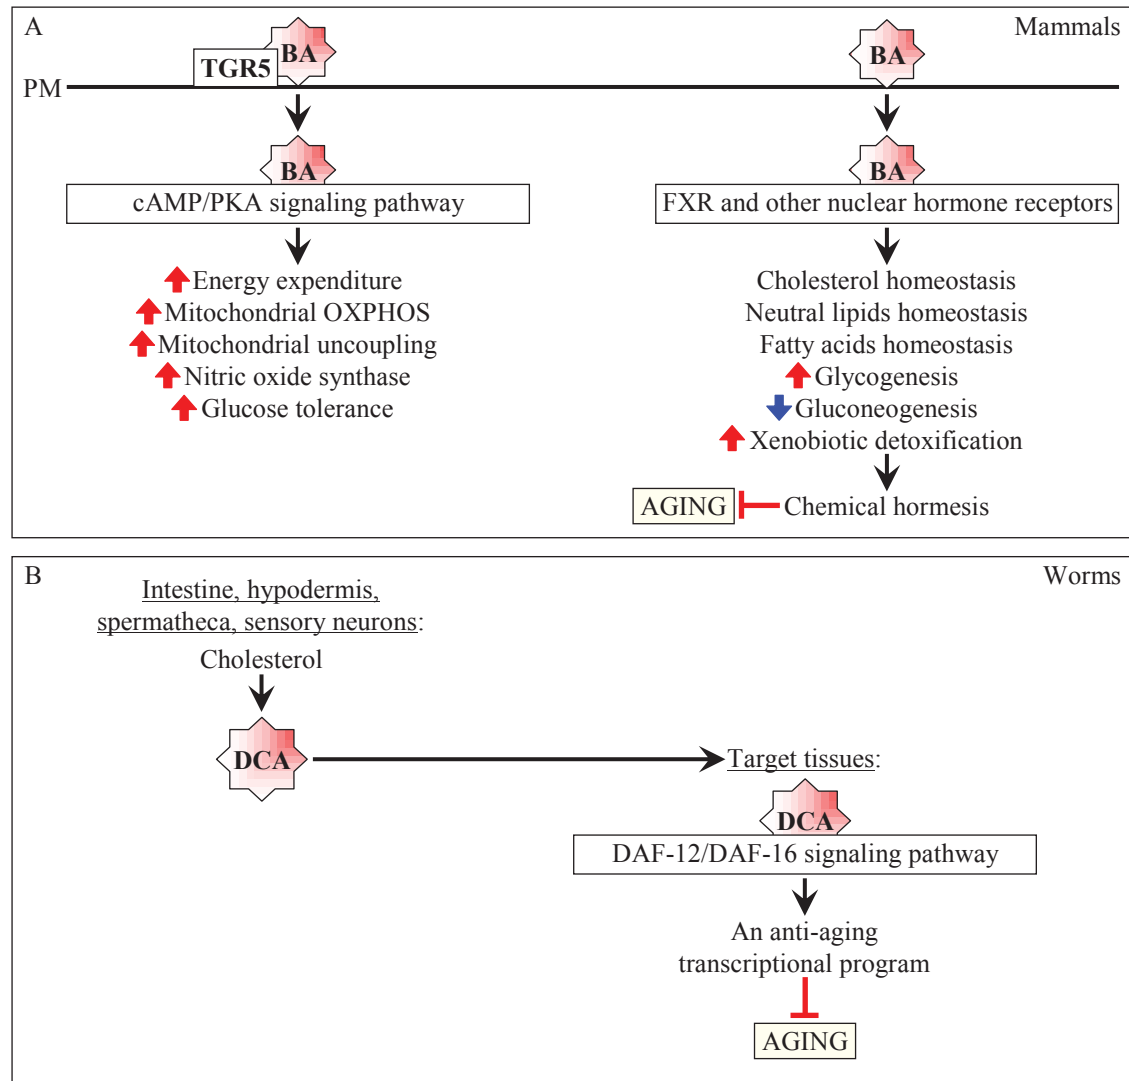 A
Mammals
TGR5
BA
BA
PM
BA
cAMP/PKA signaling pathway
Energy expenditure
Mitochondrial OXPHOS
Mitochondrial uncoupling
Nitric oxide synthase
Glucose tolerance
BA
FXR and other nuclear hormone receptors
Cholesterol homeostasis
Neutral lipids homeostasis
Fatty acids homeostasis
Glycogenesis
Gluconeogenesis
Xenobiotic detoxification
AGING
Chemical hormesis
B
Worms
Intestine, hypodermis,
spermatheca, sensory neurons:
Cholesterol
DCA
Target tissues:
DCA
DAF-12/DAF-16 signaling pathway
An anti-aging
transcriptional program
AGING